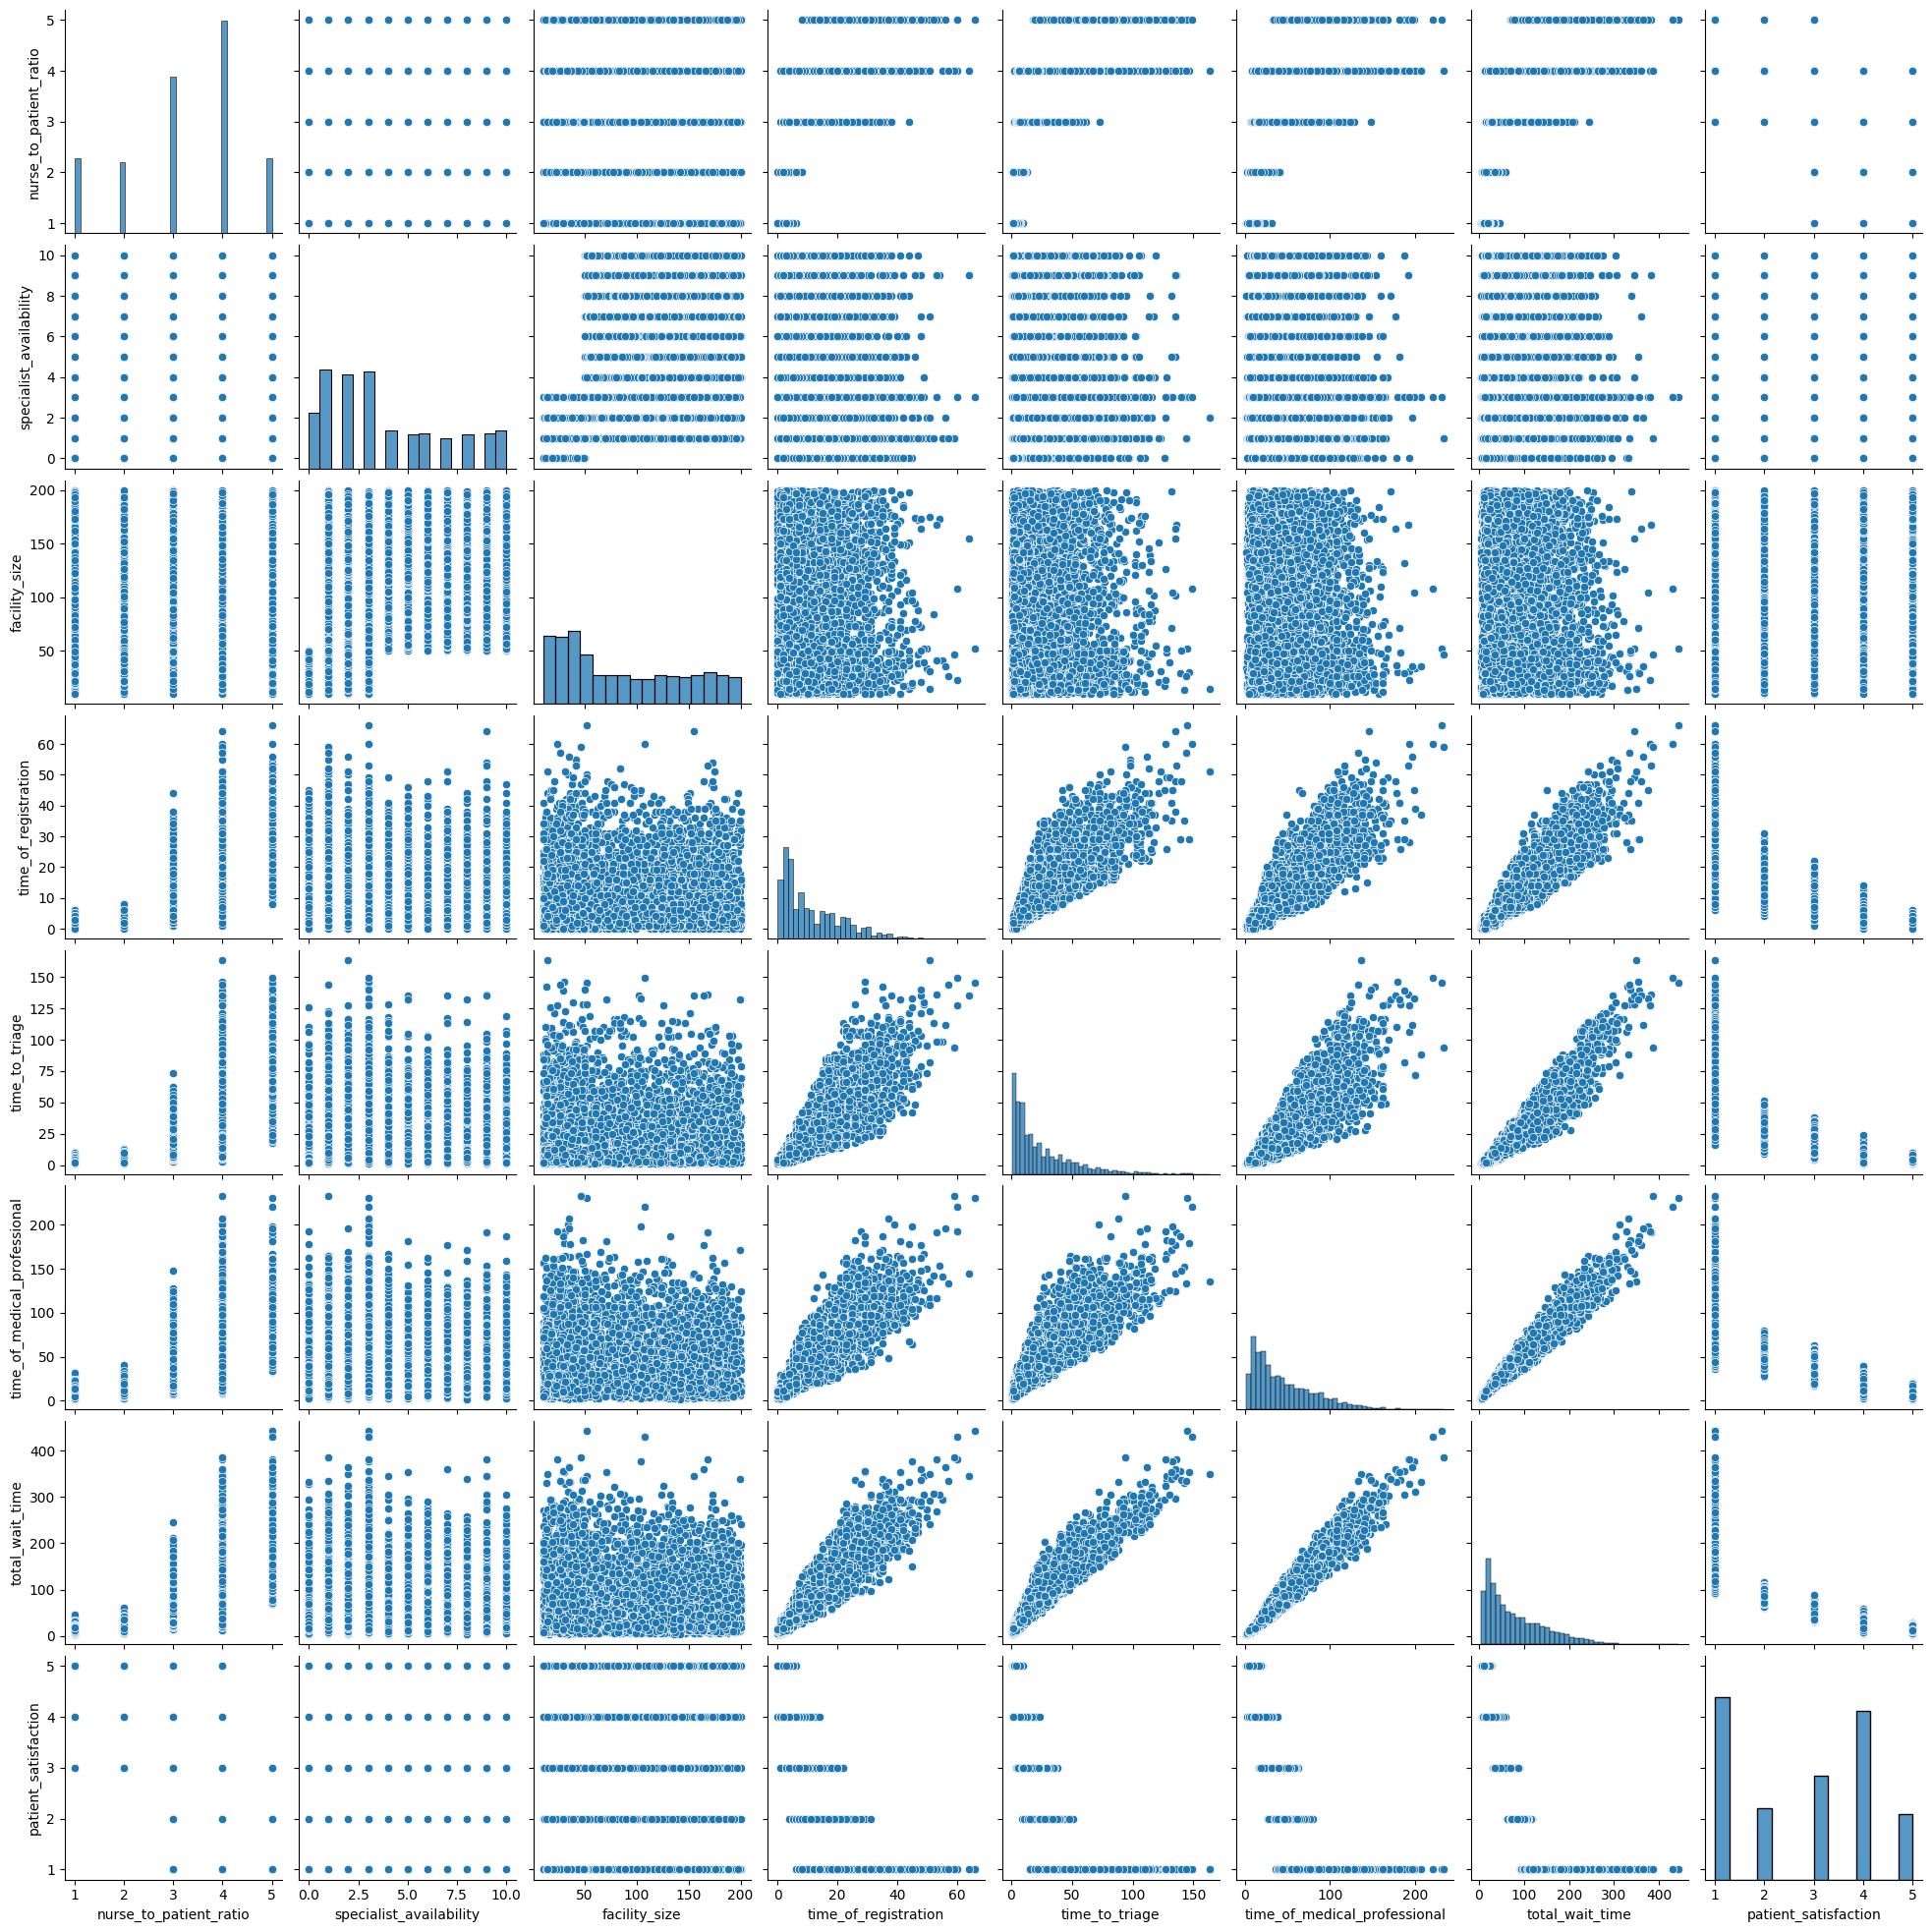 nurse_to_patient_ratio
5
4
3
2
1
specialist_availability
10
8
6
4
2
0
facility_size
200
150
100
50
time_of_registration
60
50
40
30
20
10
0
time_to_triage
150
125
100
75
50
25
0
time_of_medical_professional
200
150
100
50
0
total_wait_time
400
300
200
100
0
patient_satisfaction
5
4
3
2
1
1 2 3 4 5
0.0 2.5 5.0 7.5 10.0
50 100 150 200
0 20 40 60
0 50 100 150
0 100 200
0 100 200 300 400
1 2 3 4 5
nurse_to_patient_ratio
specialist_availability
facility_size
time_of_registration
time_to_triage
time_of_medical_professional
total_wait_time
patient_satisfaction